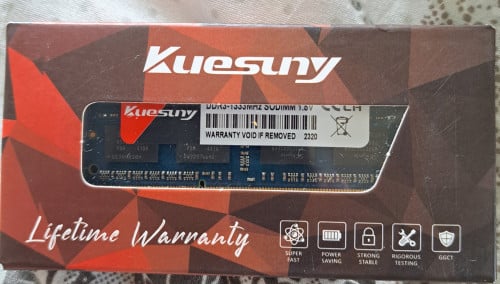 Kuesuny
Kuesuny
DDR3-1333MHz SODIMM 1.5V
WARRANTY VOID IF REMOVED 2320
Lifetime Warranty
SUPER FAST
POWER SAVING
STRONG STABLE
RIGOROUS TESTING
GGCT